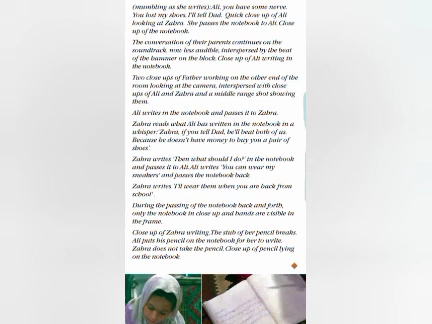 (mumbling as she writes): Ali, you have some nerve.
You lost my shoes, I'll tell Dad. Quick close up of Ali
looking at Zahra. She passes the notebook to Ali. Close
up of the notebook.
The conversation of their parents continues on the
soundtrack, now less audible, interspersed by the beat
of the hammer on the block. Close up of Ali writing in
the notebook.
Two close ups of Father working on the other end of the
room looking at the camera, interspersed with close
ups of Ali and Zahra and a middle range shot showing
them.
Ali writes in the notebook and passes it to Zahra.
Zahra reads what Ali has written in the notebook in a
whisper: 'Zahra, if you tell Dad, he'll beat both of us.
Because he doesn't have money to buy you a pair of
shoes'.
Zahra writes 'Then what should I do?' in the notebook
and passes it to Ali. Ali writes 'You can wear my
sneakers' and passes the notebook back
Zahra writes 'I'll wear them when you are back from
school'.
During the passing of the notebook back and forth,
only the notebook in close up and hands are visible in
the frame.
Close up of Zahra writing. The stub of her pencil breaks.
Ali puts his pencil on the notebook for her to write.
Zahra does not take the pencil. Close up of pencil lying
on the notebook.